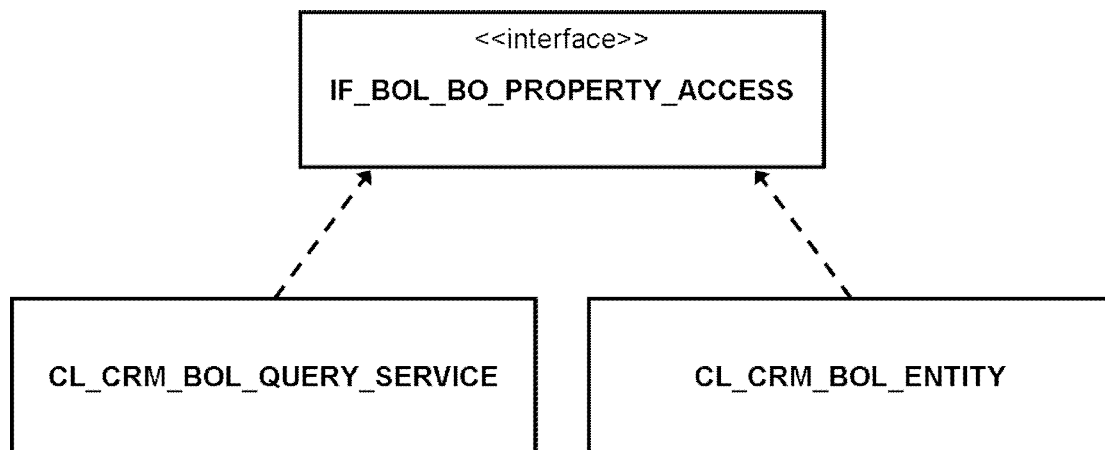 <<interface>>
IF_BOL_BO_PROPERTY_ACCESS
CL_CRM_BOL_QUERY_SERVICE
CL_CRM_BOL_ENTITY